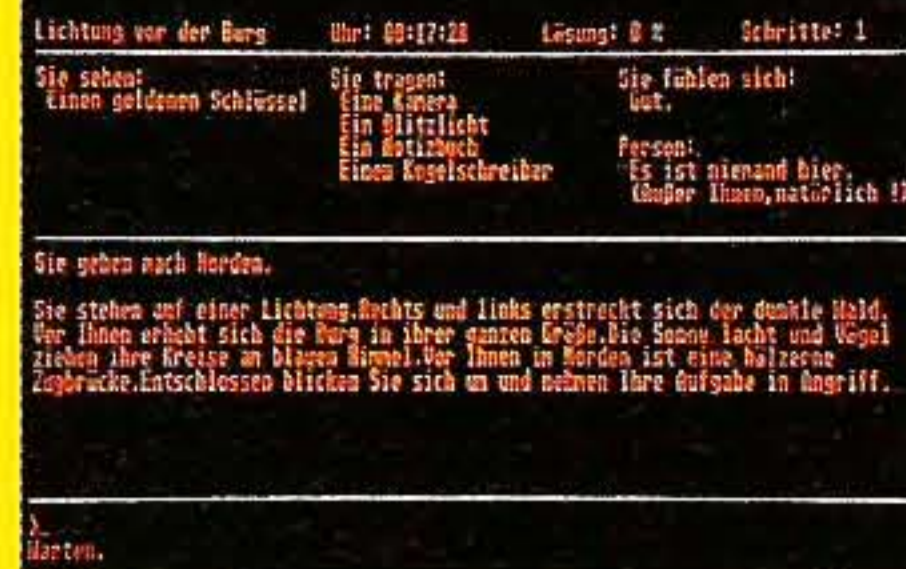 Lichtung vor der Burg Uhr: 00:17:28 Lösung: 0 % Schritte: 1
Sie sehen: Sie tragen: Sie fühlen sich:
Einen goldenen Schlüssel Eine Kamera Gut.
Ein Blitzlicht
Ein Notizbuch Person:
Einen Kugelschreiber Es ist niemand hier.
(Außer Ihnen,natürlich !)
Sie gehen nach Norden.
Sie stehen auf einer Lichtung.Rechts und links erstreckt sich der dunkle Wald.
Vor Ihnen erhebt sich die Burg in ihrer ganzen Größe.Die Sonne lacht und Vögel
ziehen ihre Kreise am blauen Himmel.Vor Ihnen im Norden ist eine hölzerne
Zugbrücke.Entschlossen blicken Sie sich um und nehmen Ihre Aufgabe in Angriff.
>_
Warten.